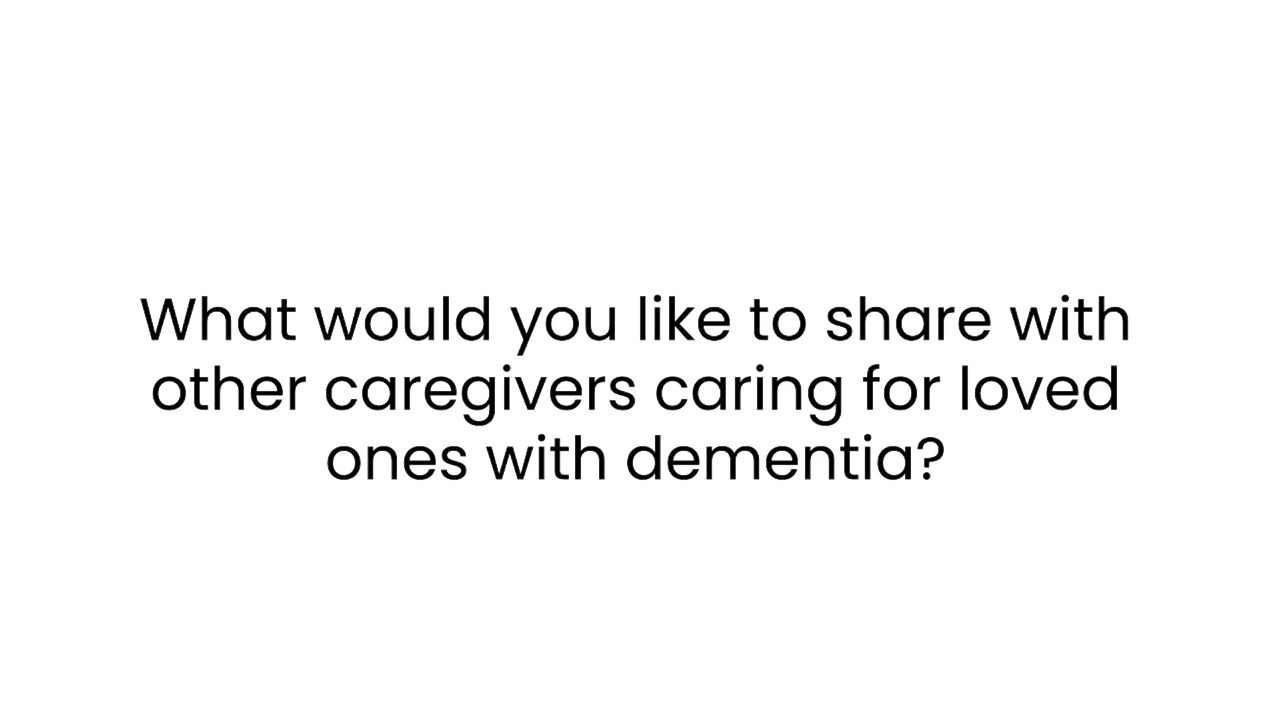 What would you like to share with
other caregivers caring for loved
ones with dementia?